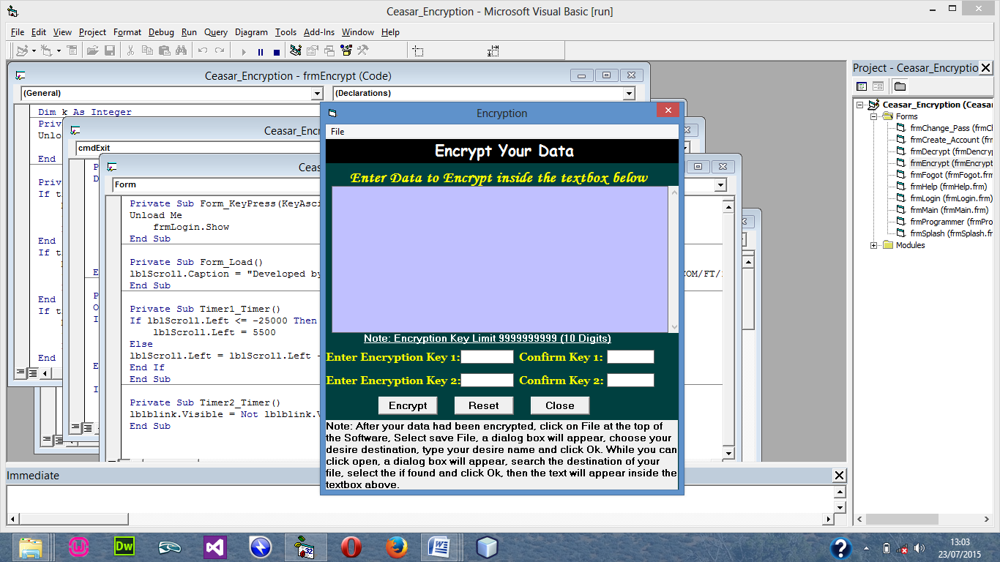 Ceasar_Encryption - Microsoft Visual Basic [run]
File Edit View Project Format Debug Run Query Diagram Tools Add-Ins Window Help
Ceasar_Encryption - frmEncrypt (Code)
(General) (Declarations)
Dim k As Integer
Priv
Unlo
End
Priv
If th
End
If th
End
If th
End
Ceasar_Enc
cmdExit
Ceas
Form
Private Sub Form_KeyPress(KeyAsci
Unload Me
frmLogin.Show
End Sub
Private Sub Form_Load()
lblScroll.Caption = "Developed by
OM/FT/
End Sub
Private Sub Timer1_Timer()
If lblScroll.Left <= -25000 Then
lblScroll.Left = 5500
Else
lblScroll.Left = lblScroll.Left -
End If
End Sub
Private Sub Timer2_Timer()
lblblink.Visible = Not lblblink.V
End Sub
Encryption
File
Encrypt Your Data
Enter Data to Encrypt inside the textbox below
Note: Encryption Key Limit 9999999999 (10 Digits)
Enter Encryption Key 1: Confirm Key 1:
Enter Encryption Key 2: Confirm Key 2:
Encrypt Reset Close
Note: After your data had been encrypted, click on File at the top of
the Software, Select save File, a dialog box will appear, choose your
desire destination, type your desire name and click Ok. While you can
click open, a dialog box will appear, search the destination of your
file, select the if found and click Ok, then the text will appear inside the
textbox above.
Project - Ceasar_Encryptio
Ceasar_Encryption (Ceasa
Forms
frmChange_Pass (frmCh
frmCreate_Account (frm
frmDecrypt (frmDencryp
frmEncrypt (frmEncrypt
frmFogot (frmFogot.frm
frmHelp (frmHelp.frm)
frmLogin (frmLogin.frm)
frmMain (frmMain.frm)
frmProgrammer (frmPro
frmSplash (frmSplash.fr
Modules
Immediate
Dw
32
13:03
23/07/2015